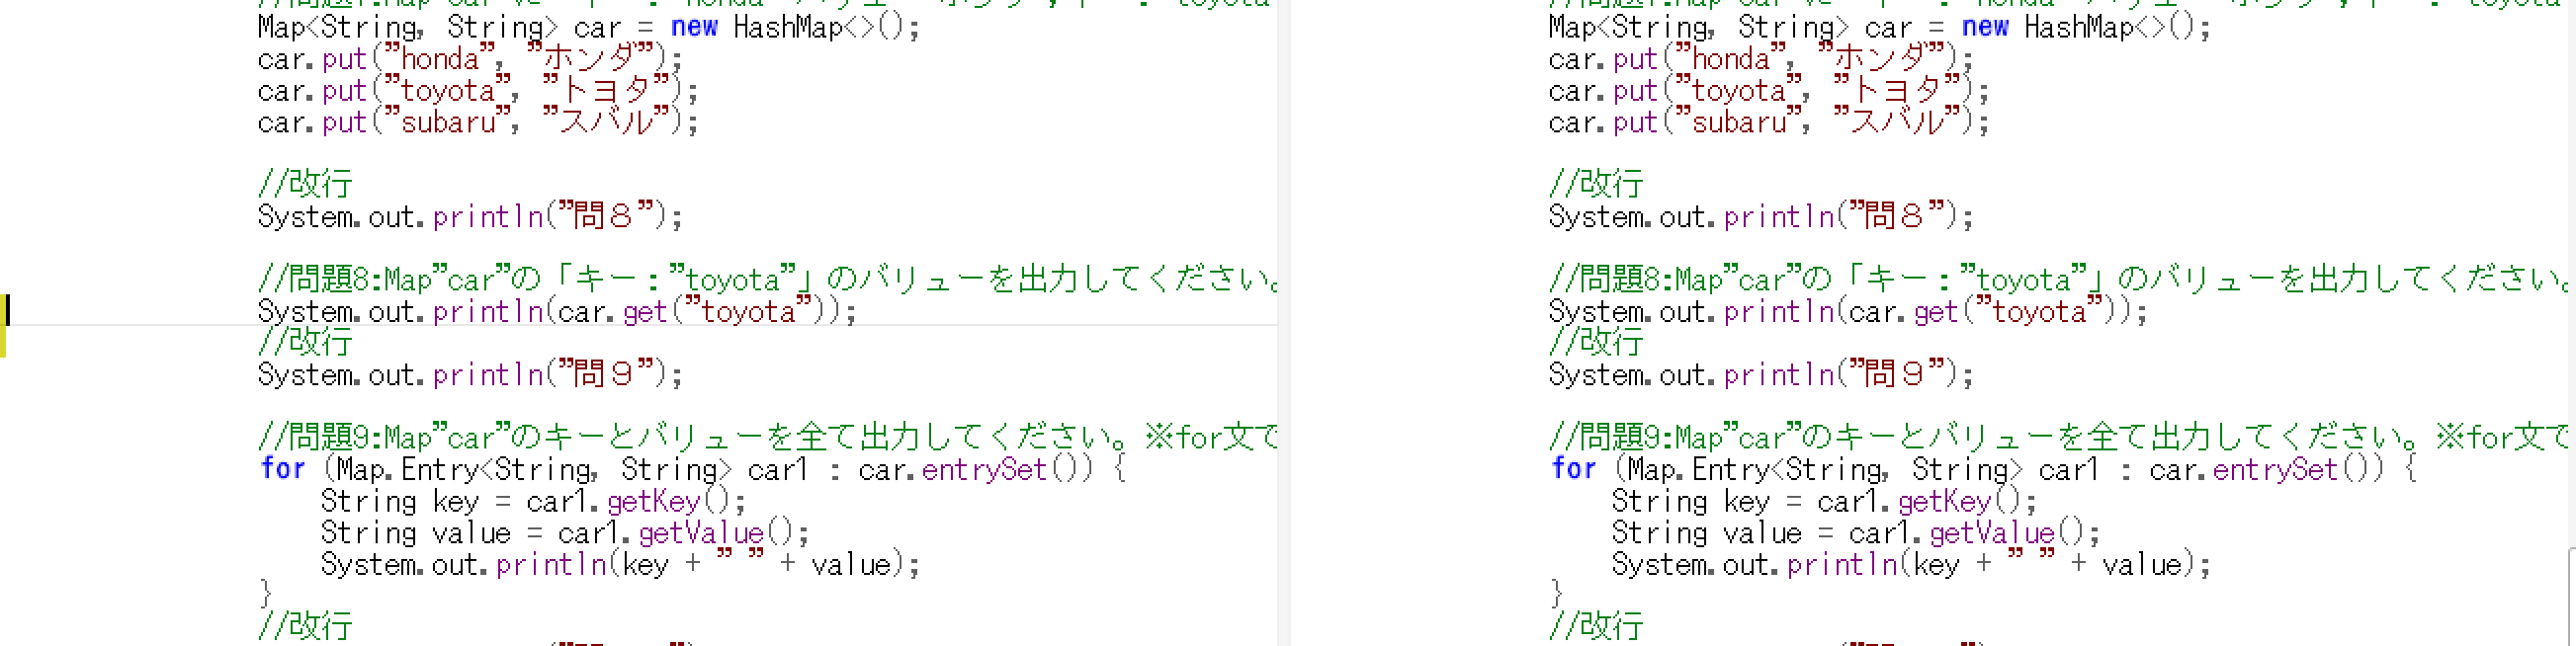 Map<String, String> car = new HashMap<>();
car.put("honda", "ホンダ");
car.put("toyota", "トヨタ");
car.put("subaru", "スバル");
//改行
System.out.println("問８");
//問題8:Map"car"の「キー："toyota"」のバリューを出力してください。
System.out.println(car.get("toyota"));
//改行
System.out.println("問９");
//問題9:Map"car"のキーとバリューを全て出力してください。※for文で
for (Map.Entry<String, String> car1 : car.entrySet()) {
String key = car1.getKey();
String value = car1.getValue();
System.out.println(key + " " + value);
}
//改行
Map<String, String> car = new HashMap<>();
car.put("honda", "ホンダ");
car.put("toyota", "トヨタ");
car.put("subaru", "スバル");
//改行
System.out.println("問８");
//問題8:Map"car"の「キー："toyota"」のバリューを出力してください。
System.out.println(car.get("toyota"));
//改行
System.out.println("問９");
//問題9:Map"car"のキーとバリューを全て出力してください。※for文で
for (Map.Entry<String, String> car1 : car.entrySet()) {
String key = car1.getKey();
String value = car1.getValue();
System.out.println(key + " " + value);
}
//改行